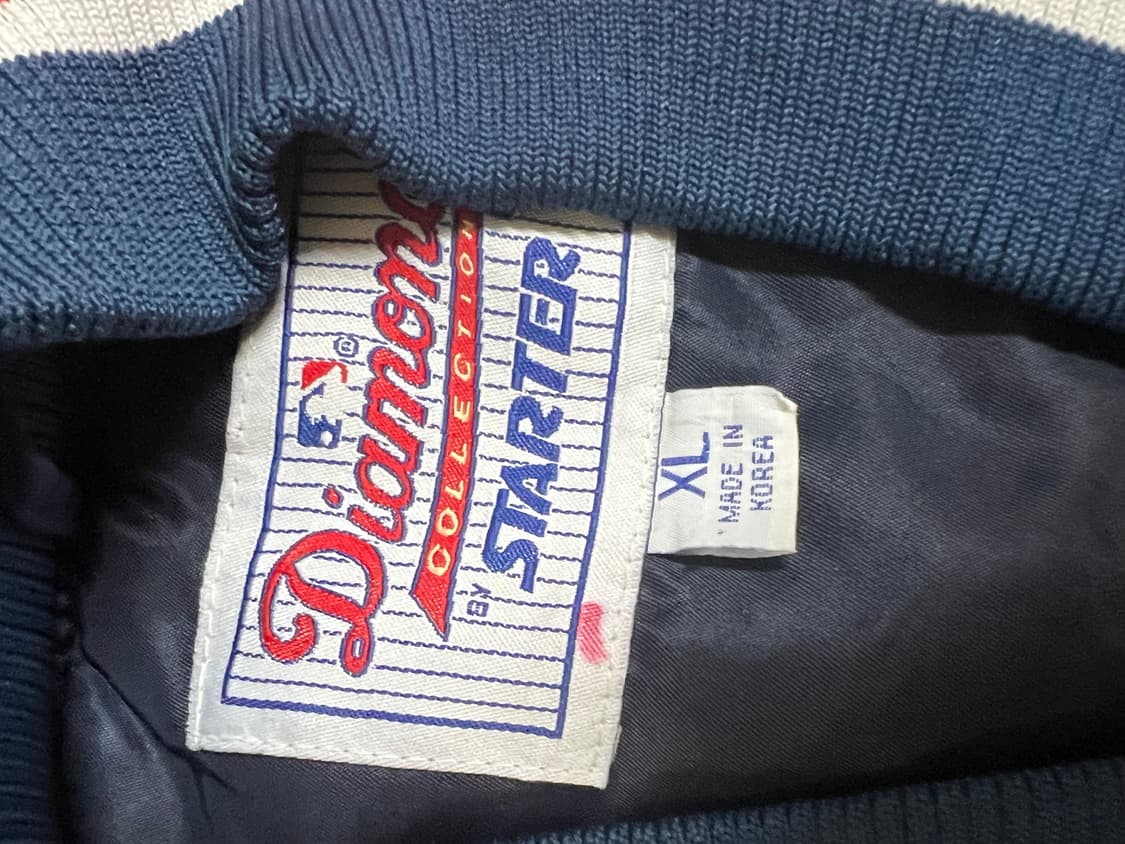 ®
Diamond
COLLECTION
BY STARTER
XL
MADE IN
KOREA